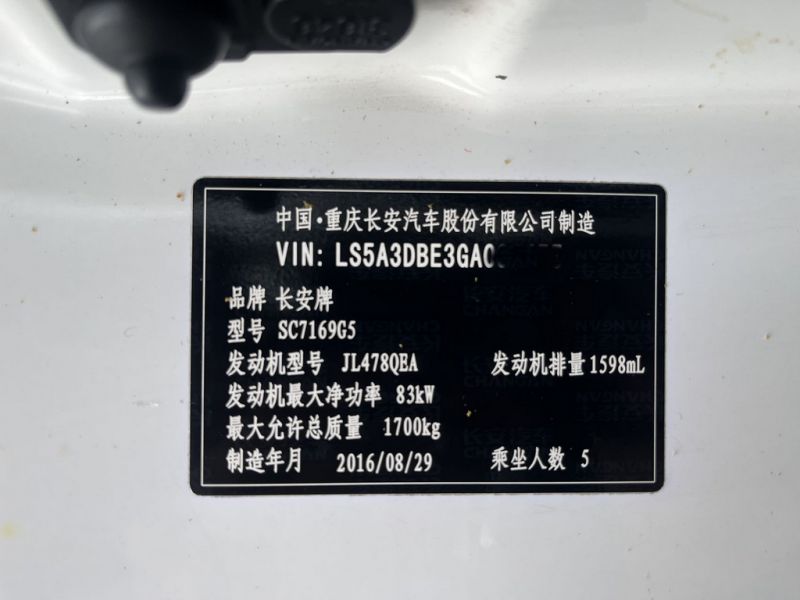 中国·重庆长安汽车股份有限公司制造
VIN: LS5A3DBE3GA0
品牌 长安牌
型号 SC7169G5
发动机型号 JL478QEA 发动机排量 1598mL
发动机最大净功率 83kW
最大允许总质量 1700kg
制造年月 2016/08/29 乘坐人数 5